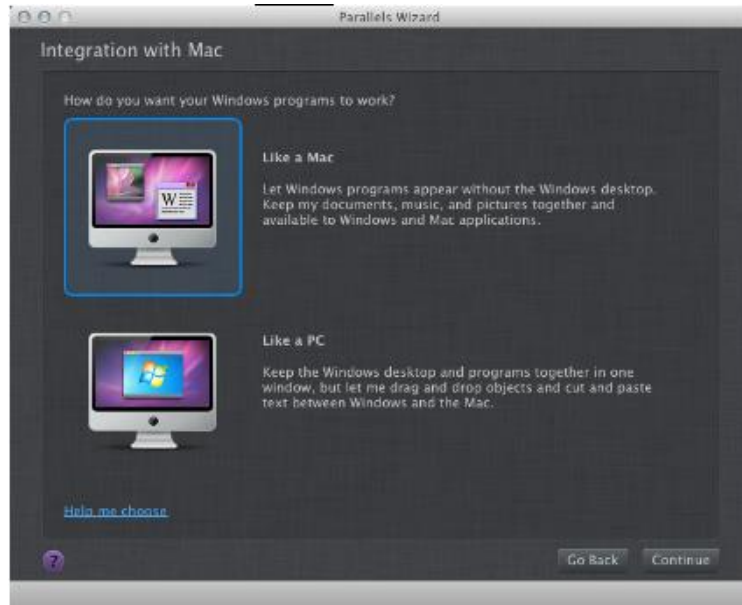 Parallels Wizard
Integration with Mac
How do you want your Windows programs to work?
Like a Mac
Let Windows programs appear without the Windows desktop.
Keep my documents, music, and pictures together and
available to Windows and Mac applications.
W
Like a PC
Keep the Windows desktop and programs together in one
window, but let me drag and drop objects and cut and paste
text between Windows and the Mac.
Help me choose
?
Go Back
Continue